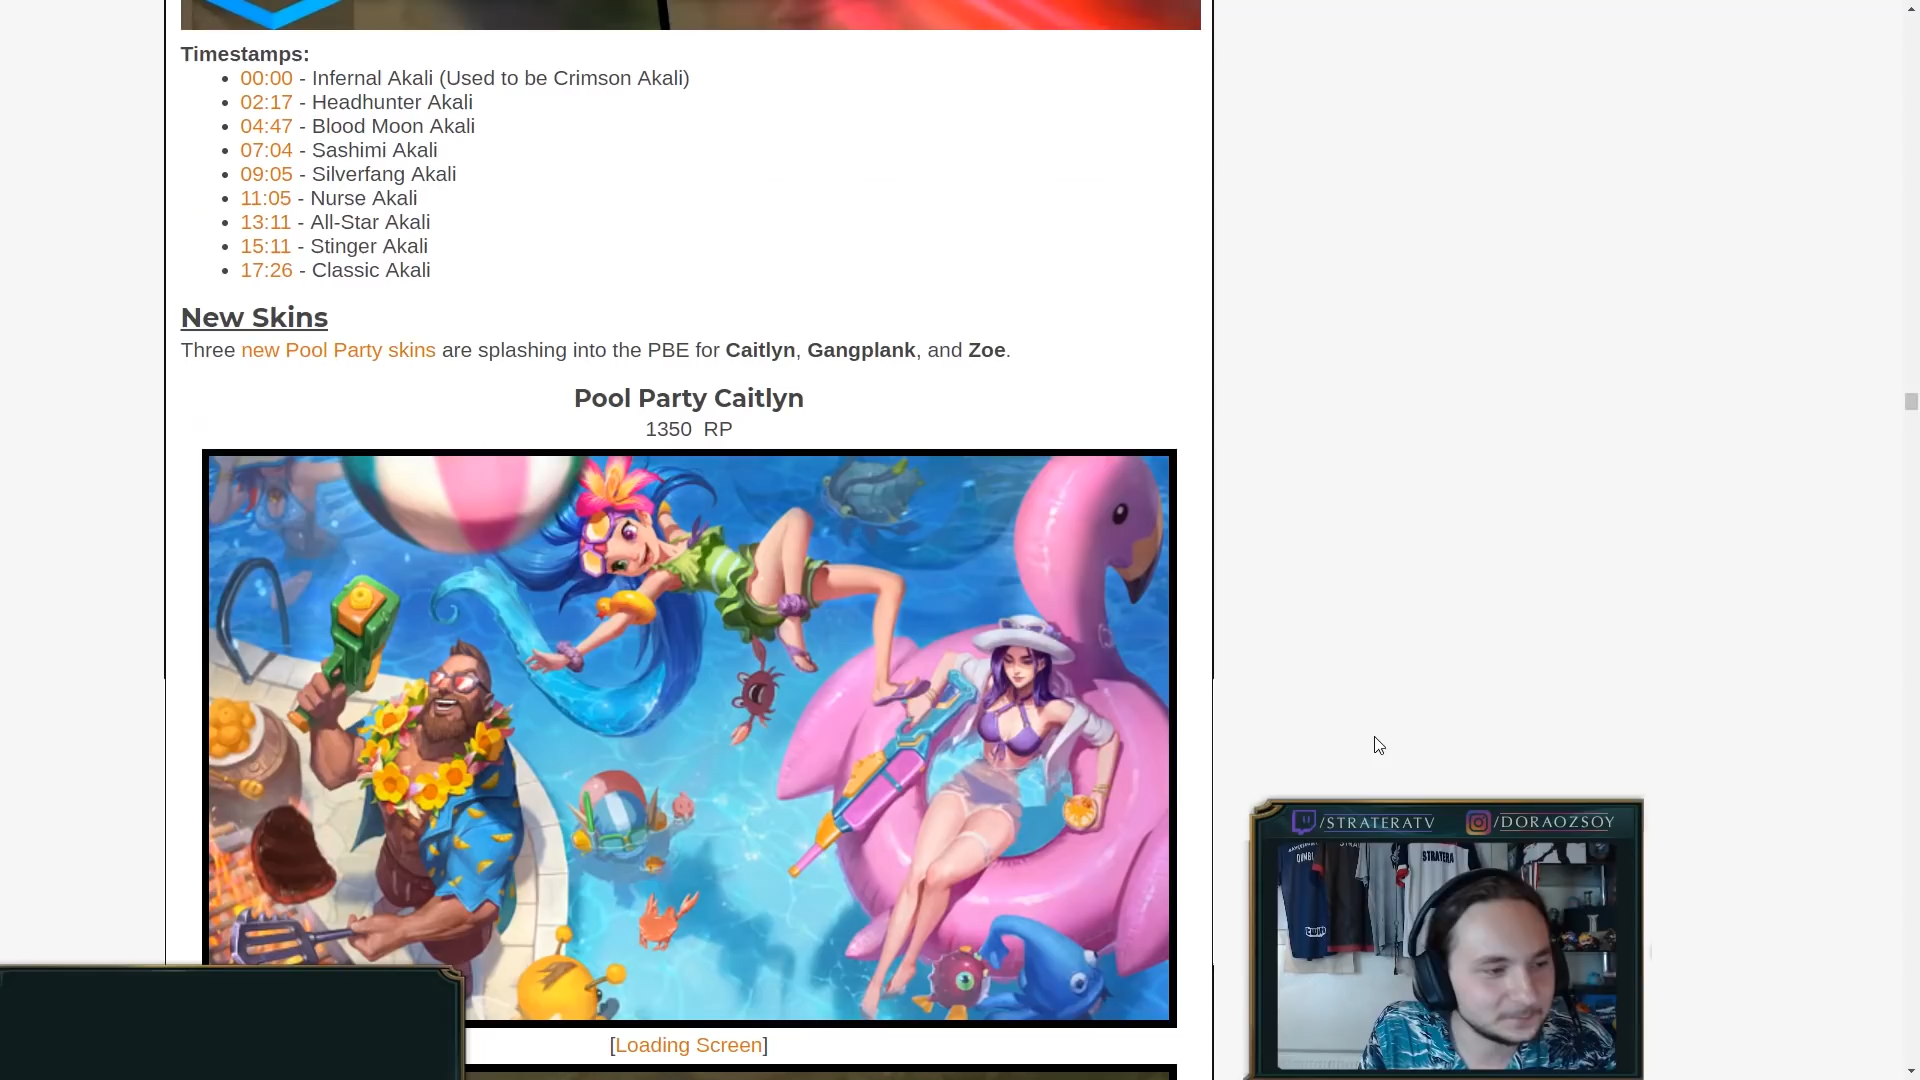 Timestamps:
00:00 - Infernal Akali (Used to be Crimson Akali)
02:17 - Headhunter Akali
04:47 - Blood Moon Akali
07:04 - Sashimi Akali
09:05 - Silverfang Akali
11:05 - Nurse Akali
13:11 - All-Star Akali
15:11 - Stinger Akali
17:26 - Classic Akali
New Skins
Three new Pool Party skins are splashing into the PBE for Caitlyn, Gangplank, and Zoe.
Pool Party Caitlyn
1350 RP
[Loading Screen]
/STRATERATV
/DORAOZSOY
STRATERA